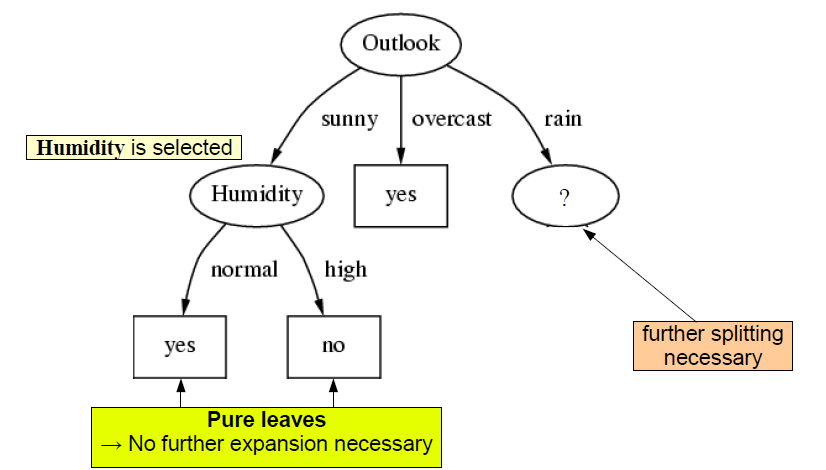 Outlook
sunny overcast rain
Humidity is selected
Humidity yes ?
normal high
yes no
further splitting
necessary
Pure leaves
→ No further expansion necessary